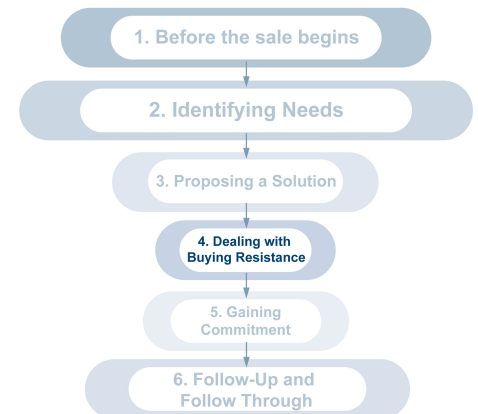 1. Before the sale begins
2. Identifying Needs
3. Proposing a Solution
4. Dealing with
Buying Resistance
5. Gaining
Commitment
6. Follow-Up and
Follow Through